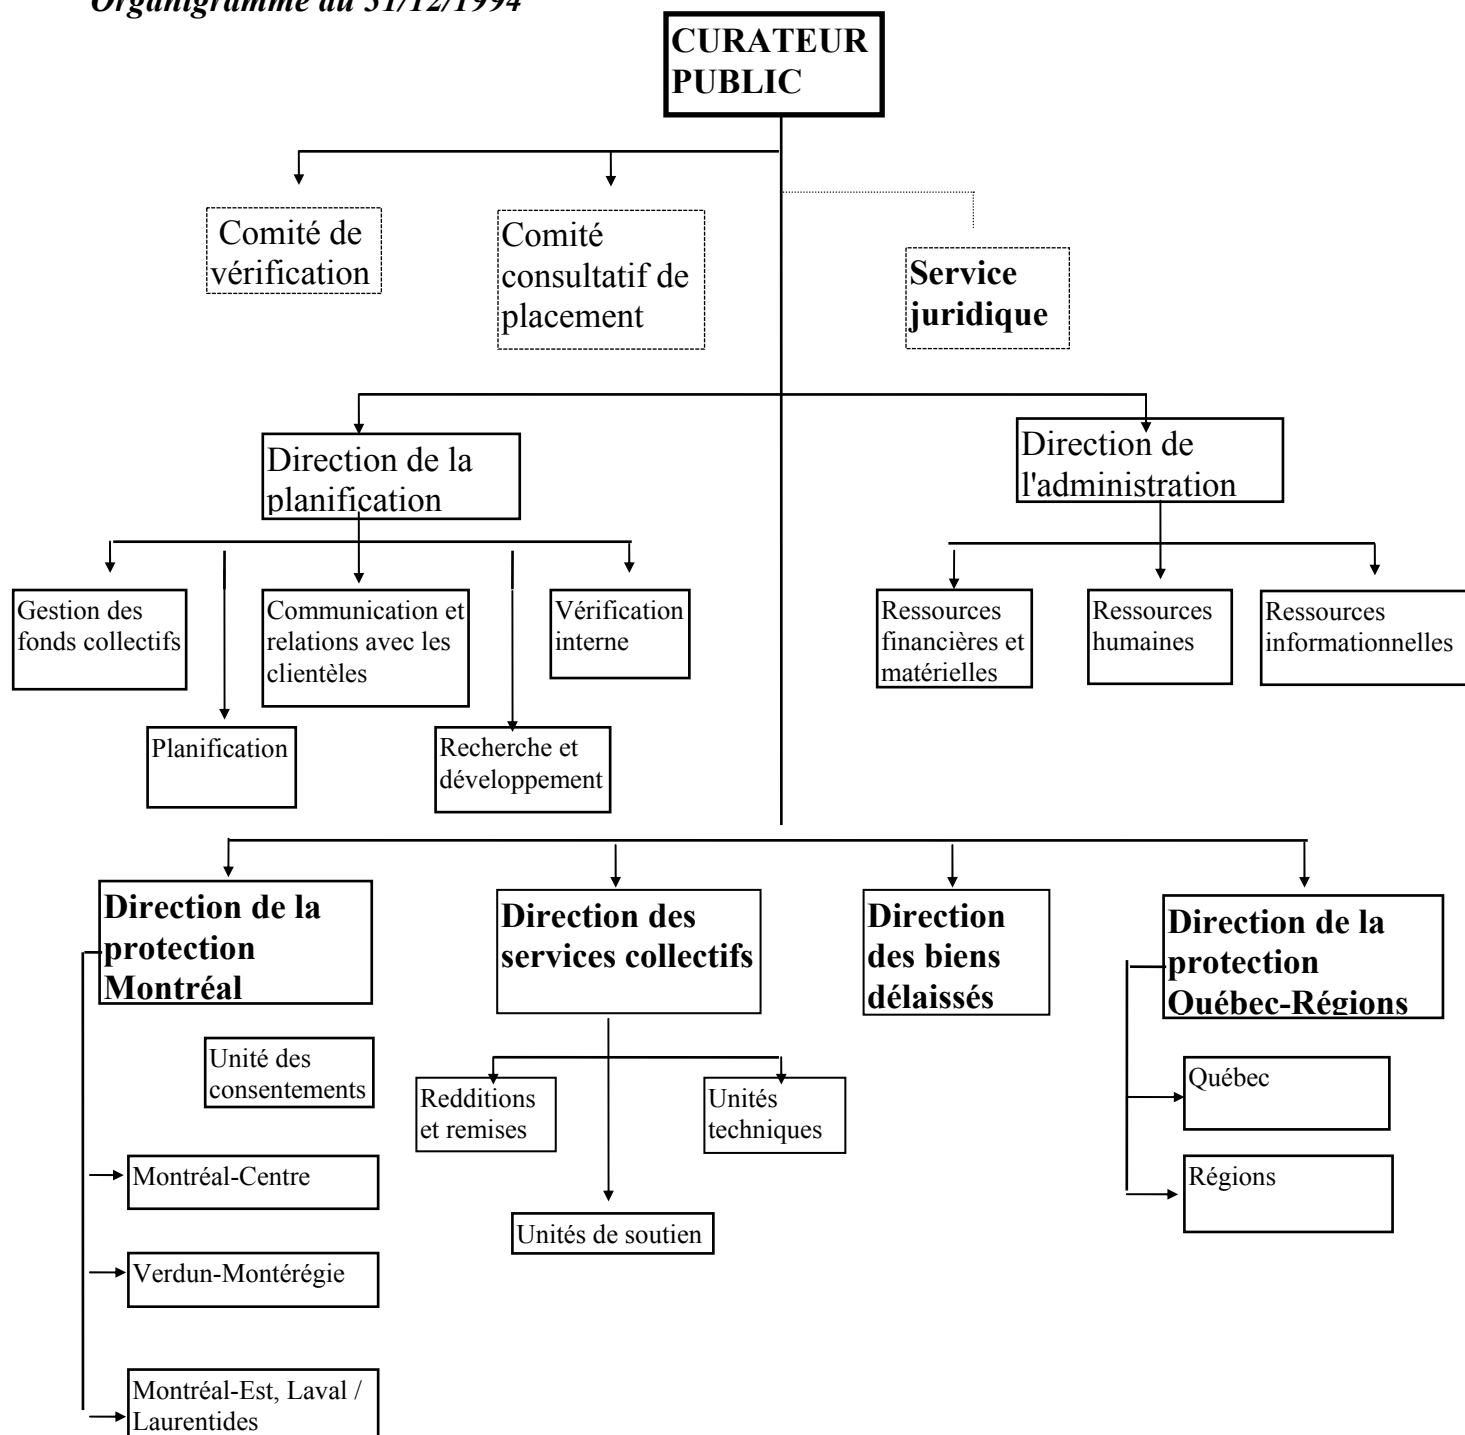 Organigramme au 31/12/1994
CURATEUR
PUBLIC
Comité de
vérification
Comité
consultatif de
placement
Service
juridique
Direction de la
planification
Direction de
l'administration
Gestion des
fonds collectifs
Communication et
relations avec les
clientèles
Vérification
interne
Ressources
financières et
matérielles
Ressources
humaines
Ressources
informationnelles
Planification
Recherche et
développement
Direction de la
protection
Montréal
Direction des
services collectifs
Direction
des biens
délaissés
Direction de la
protection
Québec-Régions
Unité des
consentements
Redditions
et remises
Unités
techniques
Québec
Montréal-Centre
Régions
Unités de soutien
Verdun-Montérégie
Montréal-Est, Laval /
Laurentides